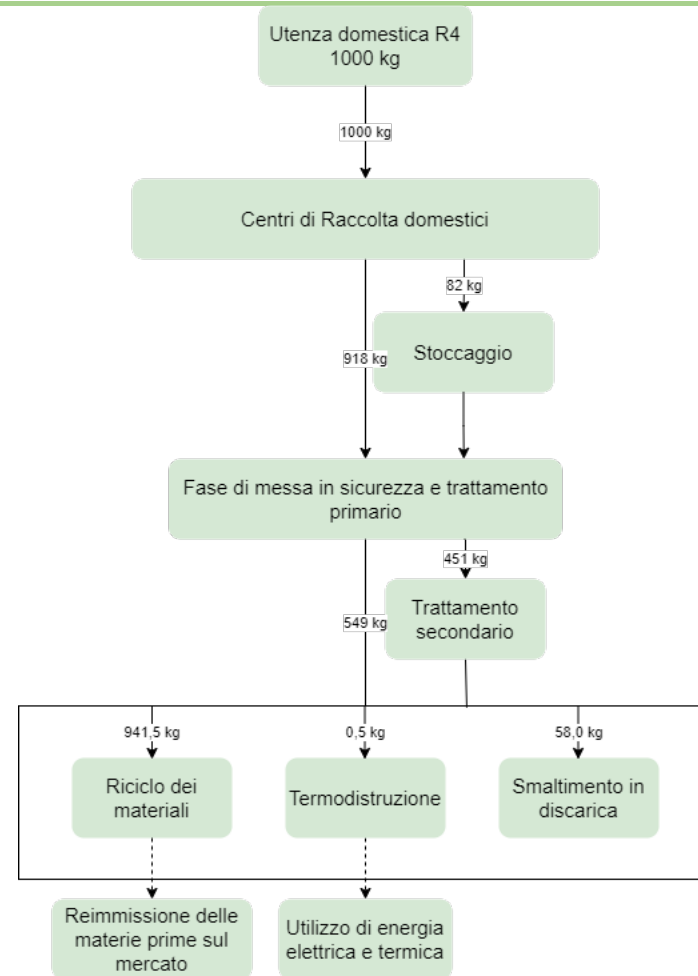 Utenza domestica R4
1000 kg
1000 kg
Centri di Raccolta domestici
82 kg
Stoccaggio
918 kg
Fase di messa in sicurezza e trattamento
primario
451 kg
Trattamento
secondario
549 kg
941,5 kg
0,5 kg
58,0 kg
Riciclo dei
materiali
Termodistruzione
Smaltimento in
discarica
Reimmissione delle
materie prime sul
mercato
Utilizzo di energia
elettrica e termica